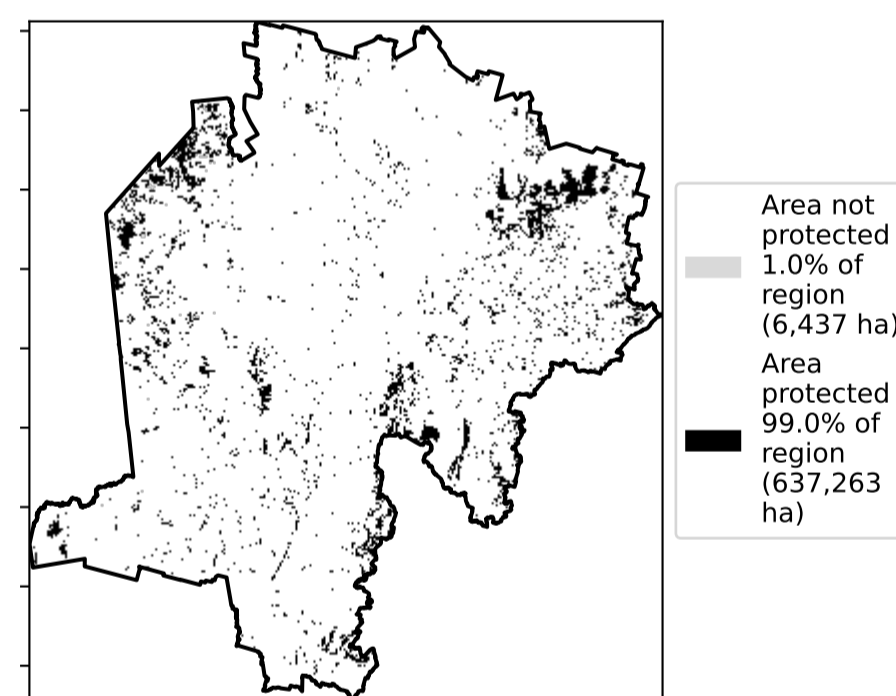 Area not
protected
1.0% of
region
(6,437 ha)
Area
protected
99.0% of
region
(637,263
ha)